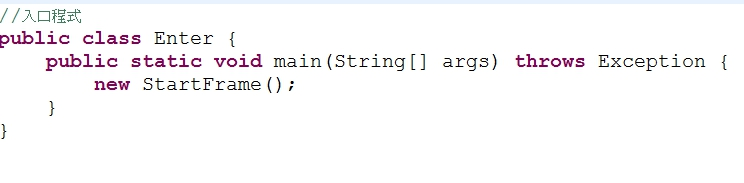 //入口程式
public class Enter {
    public static void main(String[] args) throws Exception {
        new StartFrame();
    }
}